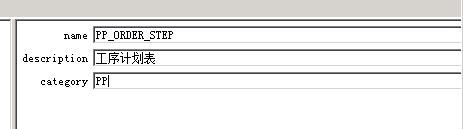 name PP_ORDER_STEP
description 工序计划表
category PP